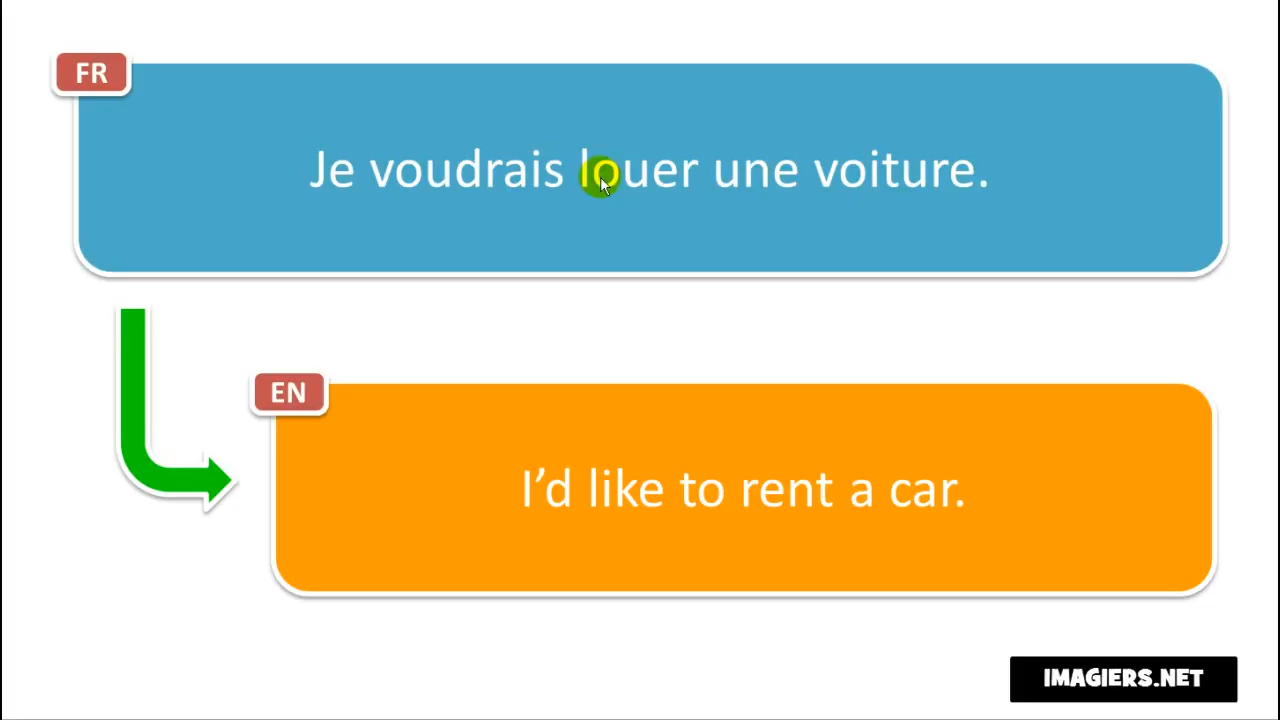 FR
Je voudrais louer une voiture.
EN
I’d like to rent a car.
IMAGIERS.NET